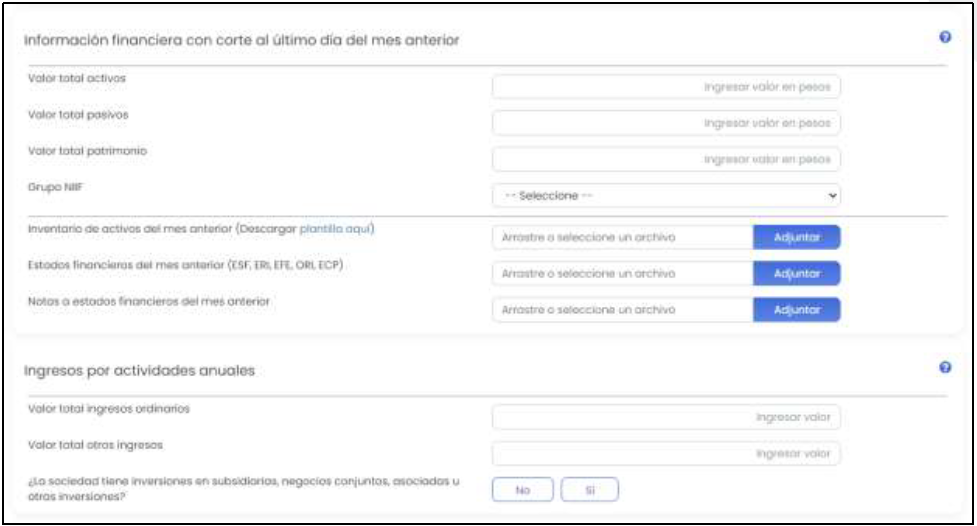 Información financiera con corte al último día del mes anterior
Valor total activos
Ingresar valor en pesos
Valor total pasivos
Ingresar valor en pesos
Valor total patrimonio
Ingresar valor en pesos
Grupo NIIF
-- Seleccione --
Inventario de activos del mes anterior (Descargar plantilla aquí)
Arrastre o seleccione un archivo
Adjuntar
Estados financieros del mes anterior (ESF, ERI, EFE, ORI, ECP)
Arrastre o seleccione un archivo
Adjuntar
Notas a estados financieros del mes anterior
Arrastre o seleccione un archivo
Adjuntar
Ingresos por actividades anuales
Valor total ingresos ordinarios
Ingresar valor
Valor total otros ingresos
Ingresar valor
¿La sociedad tiene inversiones en subsidiarias, negocios conjuntos, asociadas u
otras inversiones?
No
Sí